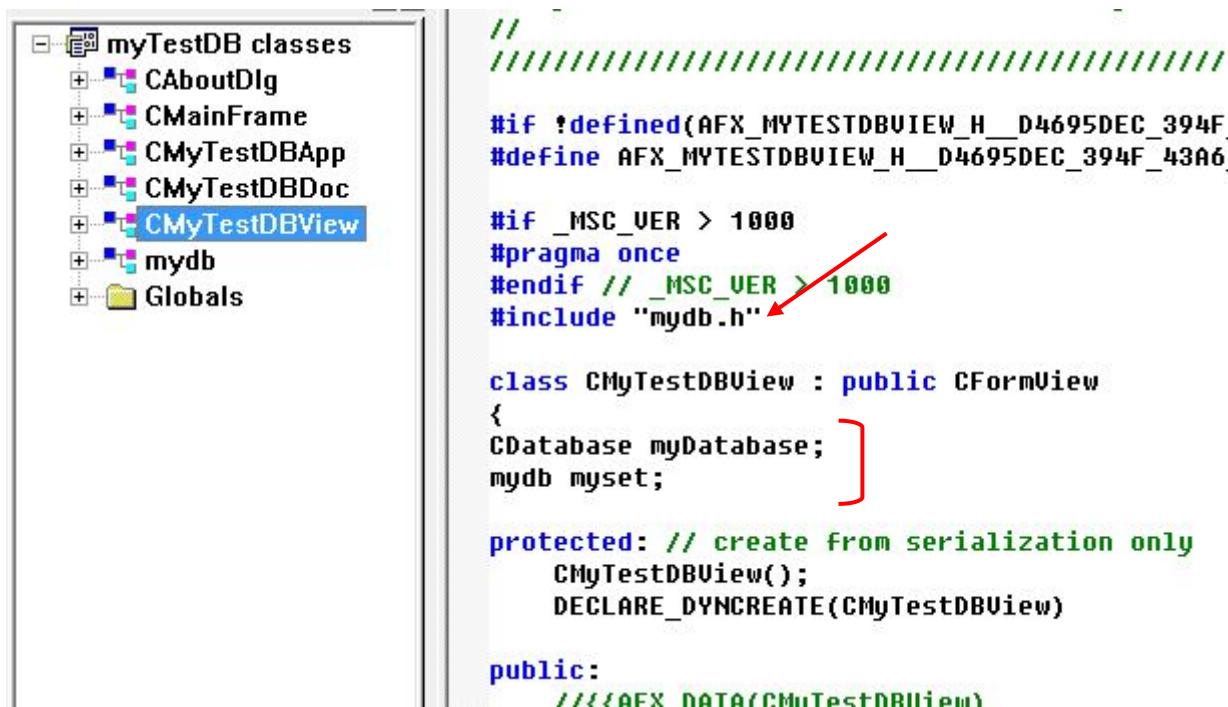 myTestDB classes
CAboutDlg
CMainFrame
CMyTestDBApp
CMyTestDBDoc
CMyTestDBView
mydb
Globals
//
//////////////////////////////////////////////
#if !defined(AFX_MYTESTDBVIEW_H__D4695DEC_394F_
#define AFX_MYTESTDBVIEW_H__D4695DEC_394F_43A6_
#if _MSC_VER > 1000
#pragma once
#endif // _MSC_VER > 1000
#include "mydb.h"
class CMyTestDBView : public CFormView
{
CDatabase myDatabase;
mydb myset;
protected: // create from serialization only
CMyTestDBView();
DECLARE_DYNCREATE(CMyTestDBView)
public:
//{{AFX_DATA(CMyTestDBView)